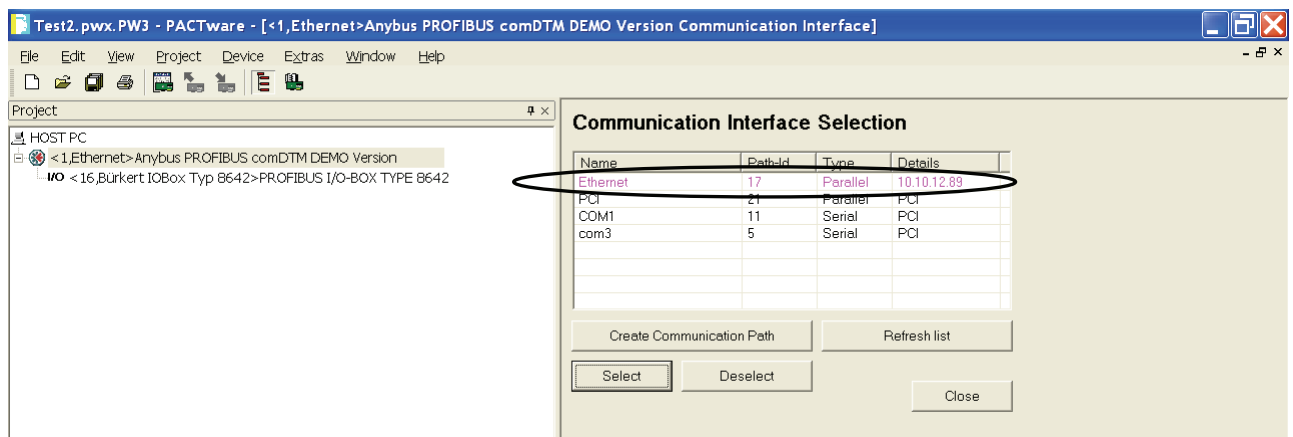 Test2.pwx.PW3 - PACTware - [<1,Ethernet>Anybus PROFIBUS comDTM DEMO Version Communication Interface]
File Edit View Project Device Extras Window Help
Project
HOST PC
<1,Ethernet>Anybus PROFIBUS comDTM DEMO Version
I/O <16,Bürkert IOBox Typ 8642>PROFIBUS I/O-BOX TYPE 8642
Communication Interface Selection
Name Path-Id Type Details
Ethernet 17 Parallel 10.10.12.89
PCI 21 Parallel PCI
COM1 11 Serial PCI
com3 5 Serial PCI
Create Communication Path Refresh list
Select Deselect
Close